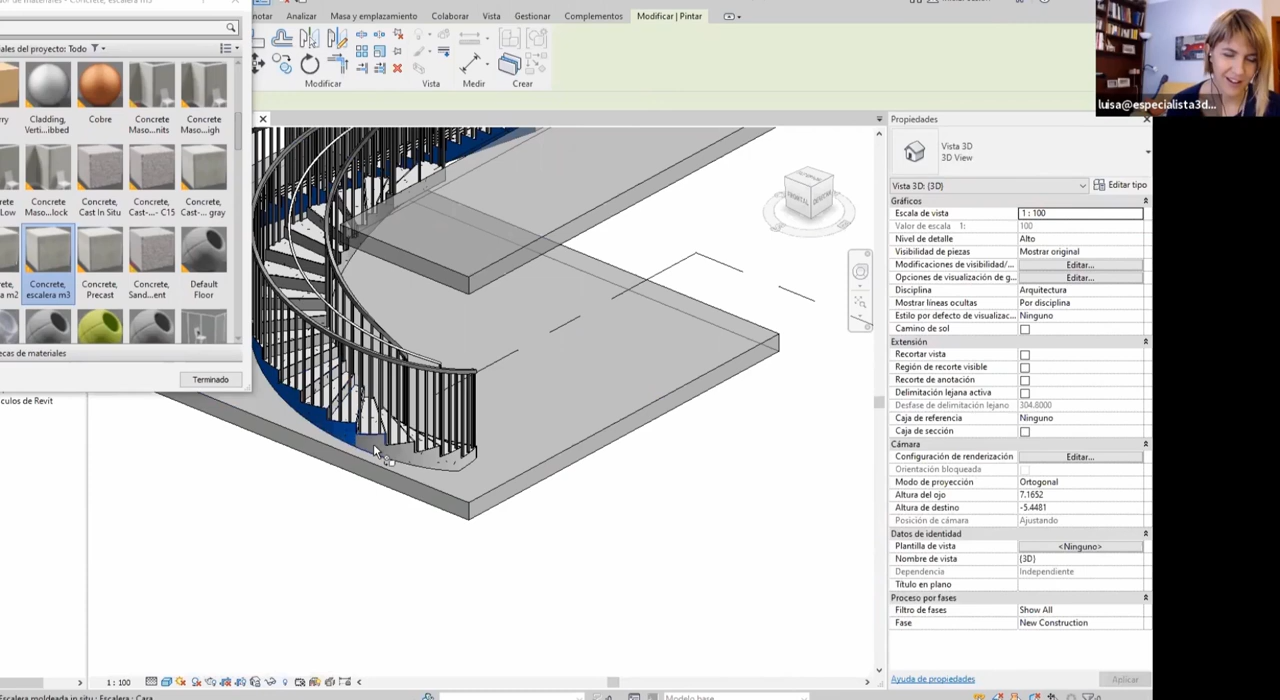 de materiales - Concrete, escalera m3
notar Analizar Masa y emplazamiento Colaborar Vista Gestionar Complementos Modificar | Pintar
ales del proyecto: Todo
Modificar Vista Medir Crear
Cladding, Verti...ibbed
Cobre
Concrete Maso...nits
Concrete Maso...igh
Concrete Maso...lock
Concrete, Cast In Situ
Concrete, Cast-... - C15
Concrete, Cast-... gray
Concrete, escalera m3
Concrete, Precast
Concrete, Sand...ent
Default Floor
ecas de materiales
Terminado
culos de Revit
luisa@especialista3d...
Propiedades
Vista 3D
3D View
Vista 3D: {3D}
Editar tipo
Gráficos
Escala de vista 1 : 100
Valor de escala 1: 100
Nivel de detalle Alto
Visibilidad de piezas Mostrar original
Modificaciones de visibilidad/... Editar...
Opciones de visualización de g... Editar...
Disciplina Arquitectura
Mostrar líneas ocultas Por disciplina
Estilo por defecto de visualizac... Ninguno
Camino de sol
Extensión
Recortar vista
Región de recorte visible
Recorte de anotación
Delimitación lejana activa
Desfase de delimitación lejano 304.8000
Caja de referencia Ninguno
Caja de sección
Cámara
Configuración de renderización Editar...
Orientación bloqueada
Modo de proyección Ortogonal
Altura del ojo 7.1652
Altura de destino -5.4481
Posición de cámara Ajustando
Datos de identidad
Plantilla de vista <Ninguno>
Nombre de vista {3D}
Dependencia Independiente
Título en plano
Proceso por fases
Filtro de fases Show All
Fase New Construction
Ayuda de propiedades Aplicar
1 : 100
Escalera moldeada in situ : Escalera : Cara
Modelo base